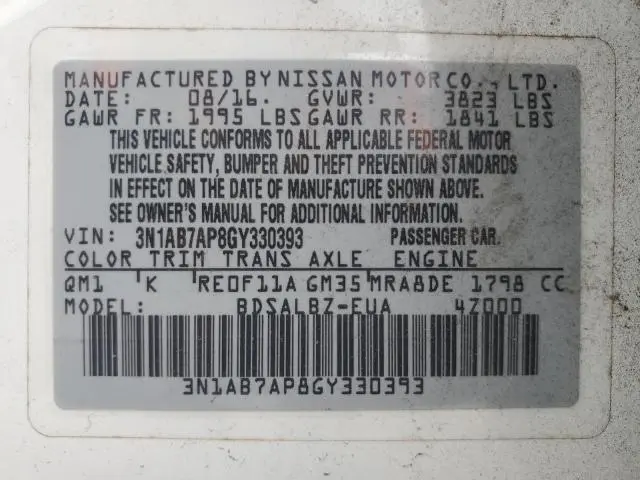 MANUFACTURED BY NISSAN MOTOR CO., LTD.
DATE: 08/16. GVWR: 3823 LBS
GAWR FR: 1995 LBS GAWR RR: 1841 LBS
THIS VEHICLE CONFORMS TO ALL APPLICABLE FEDERAL MOTOR
VEHICLE SAFETY, BUMPER AND THEFT PREVENTION STANDARDS
IN EFFECT ON THE DATE OF MANUFACTURE SHOWN ABOVE.
SEE OWNER'S MANUAL FOR ADDITIONAL INFORMATION.
VIN: 3N1AB7AP8GY330393 PASSENGER CAR.
COLOR TRIM TRANS AXLE ENGINE
QM1 K RE0F11A GM35 MRA8DE 1798 CC
MODEL: BDSALBZ-EUA 4Z000
3N1AB7AP8GY330393